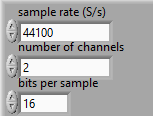 sample rate (S/s)
44100
number of channels
2
bits per sample
16